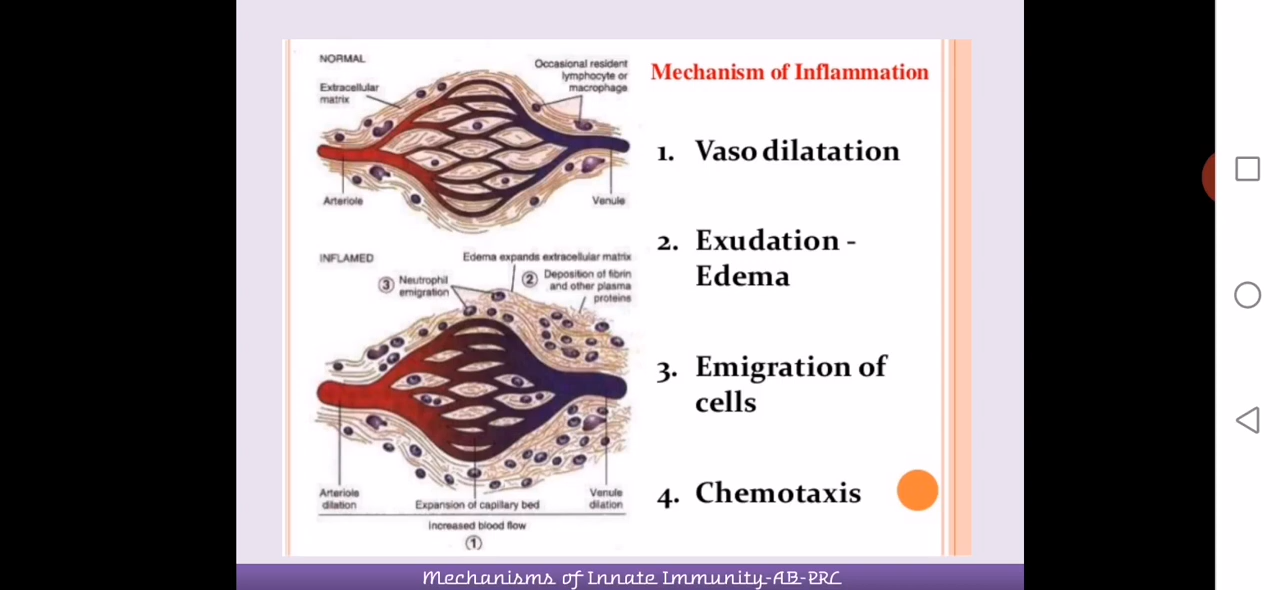 NORMAL
Extracellular
matrix
Occasional resident
lymphocyte or
macrophage
Arteriole
Venule
INFLAMED
Edema expands extracellular matrix
③ Neutrophil
emigration
② Deposition of fibrin
and other plasma
proteins
Arteriole
dilation
Expansion of capillary bed
Venule
dilation
Increased blood flow
①
Mechanism of Inflammation
1. Vaso dilatation
2. Exudation -
Edema
3. Emigration of
cells
4. Chemotaxis
Mechanisms of Innate Immunity-AB-PRC